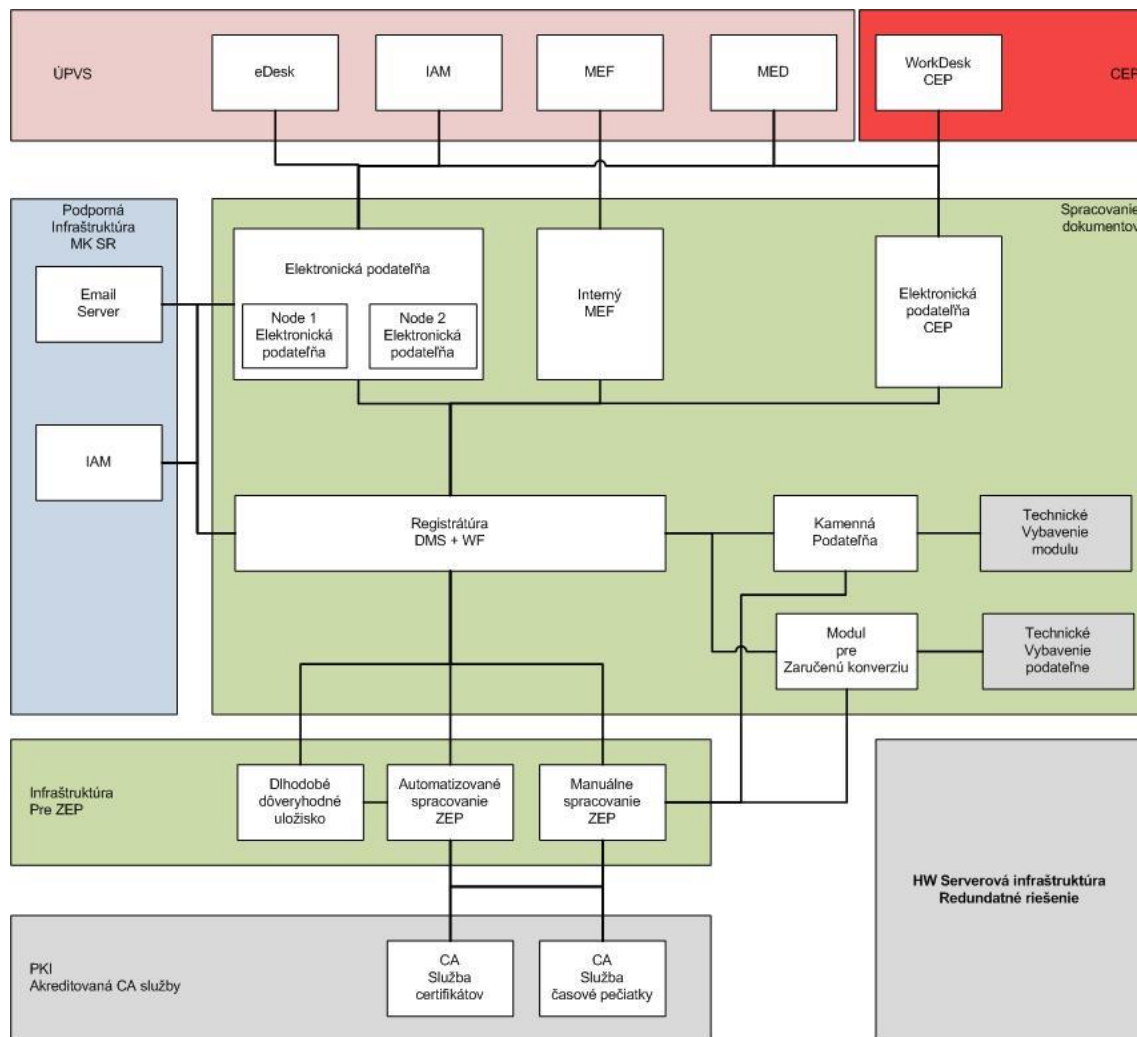 ÚPVS
eDesk
IAM
MEF
MED
WorkDesk
CEP
CEP
Podporná
Infraštruktúra
MK SR
Email
Server
IAM
Spracovanie
dokumentov
Elektronická podateľňa
Node 1
Elektronická
podateľňa
Node 2
Elektronická
podateľňa
Interný
MEF
Elektronická
podateľňa
CEP
Registrátúra
DMS + WF
Kamenná
Podateľňa
Technické
Vybavenie
modulu
Modul
pre
Zaručenú konverziu
Technické
Vybavenie
podateľne
Infraštruktúra
Pre ZEP
Dlhodobé
dôveryhodné
uložisko
Automatizované
spracovanie
ZEP
Manuálne
spracovanie
ZEP
HW Serverová infraštruktúra
Redundatné riešenie
PKI
Akreditovaná CA služby
CA
Služba
certifikátov
CA
Služba
časové pečiatky